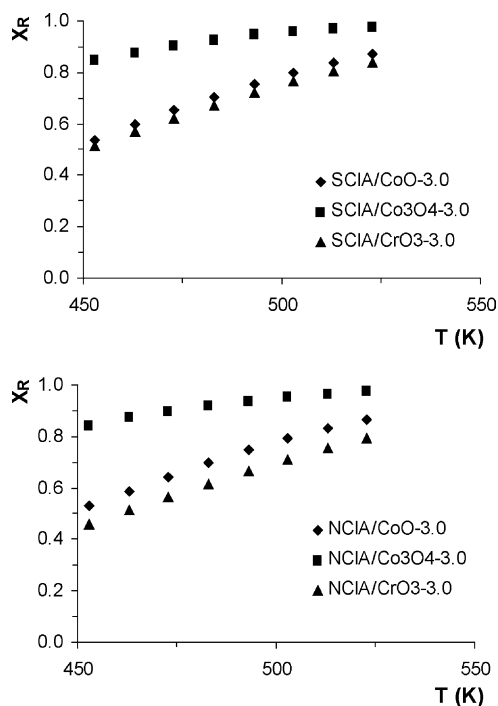 X_R
1.0
0.8
0.6
0.4
0.2
0.0
SCIA/CoO-3.0
SCIA/Co3O4-3.0
SCIA/CrO3-3.0
450 500 550
T (K)
X_R
1.0
0.8
0.6
0.4
0.2
0.0
NCIA/CoO-3.0
NCIA/Co3O4-3.0
NCIA/CrO3-3.0
450 500 550
T (K)